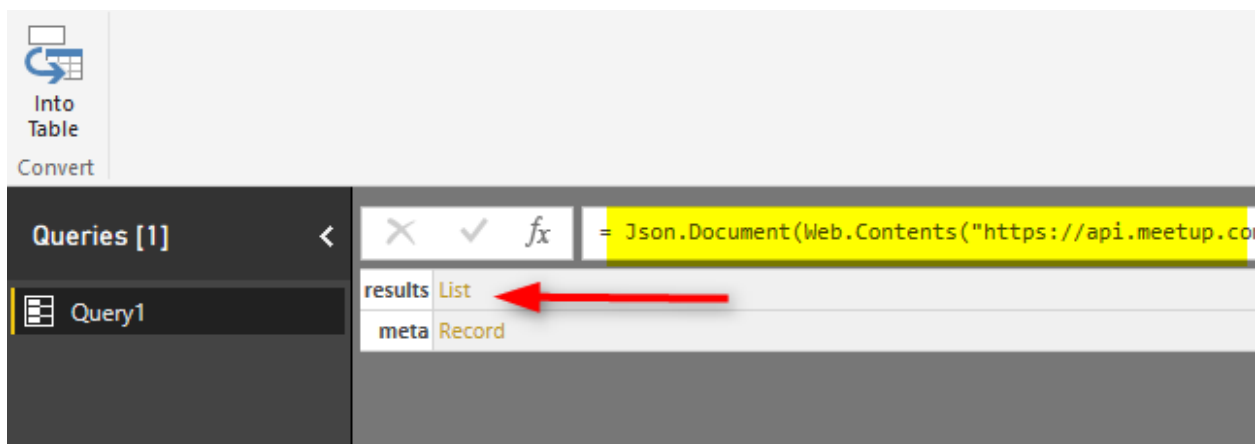 Into
Table
Convert
Queries [1] <
fx = Json.Document(Web.Contents("https://api.meetup.co
results List
Query1
meta Record